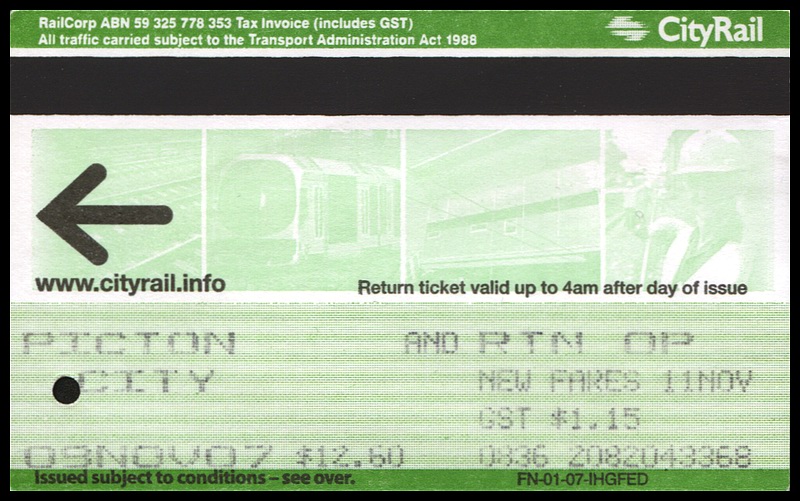 RailCorp ABN 59 325 778 353 Tax Invoice (includes GST)
All traffic carried subject to the Transport Administration Act 1988
CityRail
www.cityrail.info
Return ticket valid up to 4am after day of issue
PICTON AND RTN OP
CITY NEW FARES 11NOV
GST $1.15
09NOV07 $12.60 0836 2082043368
Issued subject to conditions – see over.
FN-01-07-IHGFED